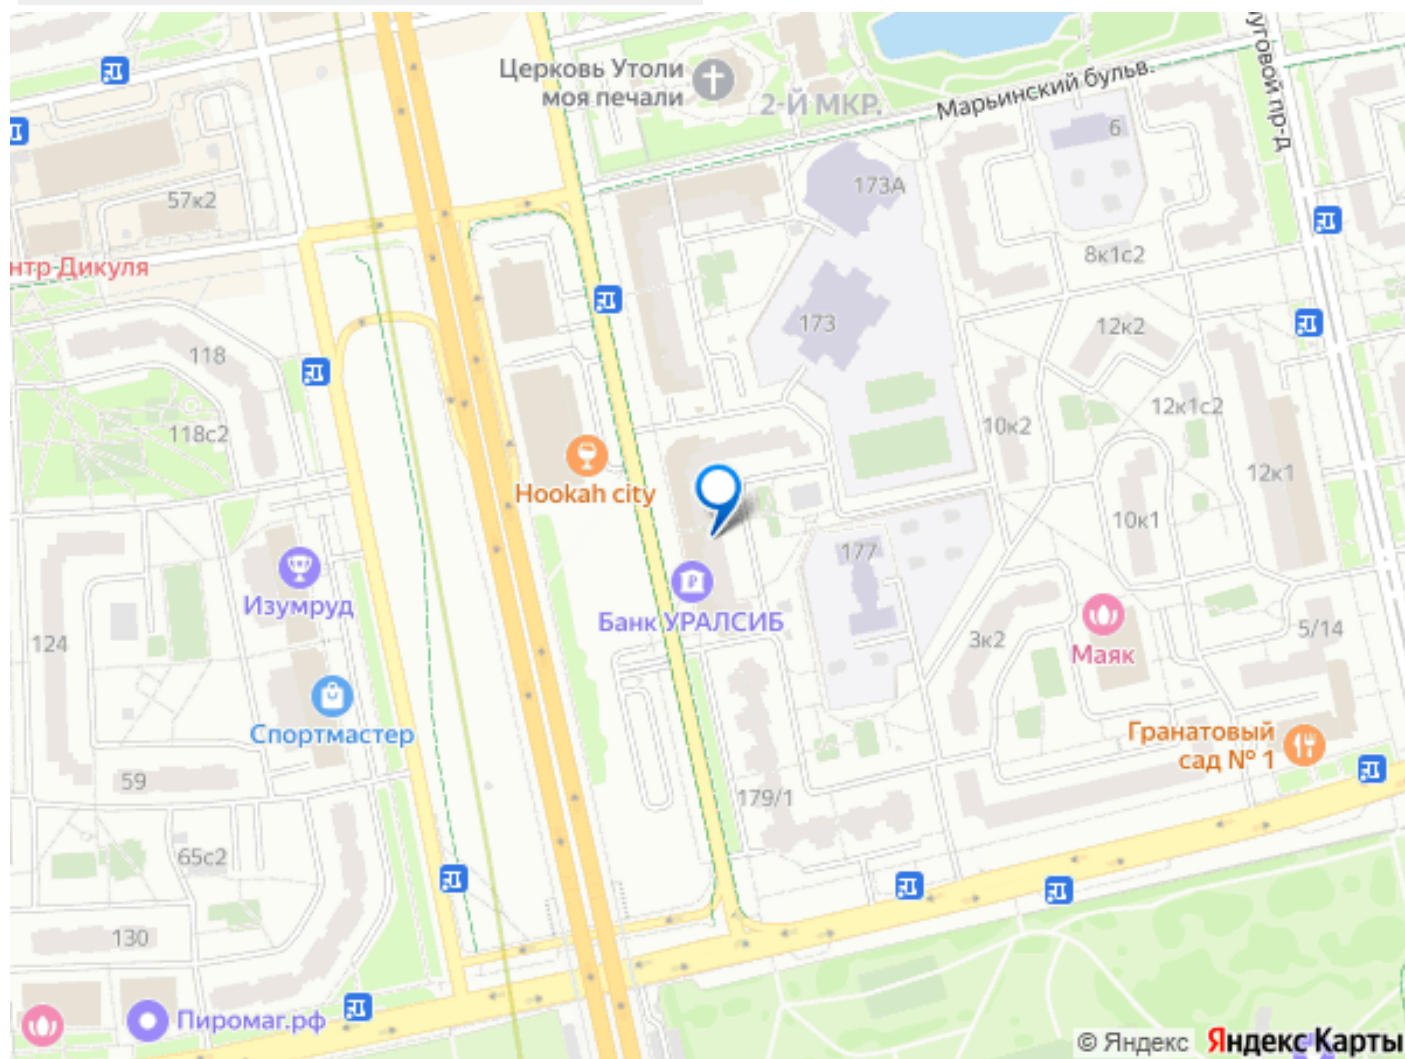 Церковь Утоли
моя печали
2-Й МКР.
Марьинский бульв.
уговой пр-д
6
57к2
173А
нтр-Дикуля
8к1с2
173
12к2
118
118с2
10к2
12к1с2
12к1
Hookah city
10к1
177
Изумруд
Банк УРАЛСИБ
124
3к2
Маяк
5/14
Спортмастер
Гранатовый
сад № 1
59
179/1
65с2
130
Пиромаг.рф
© Яндекс Яндекс Карты